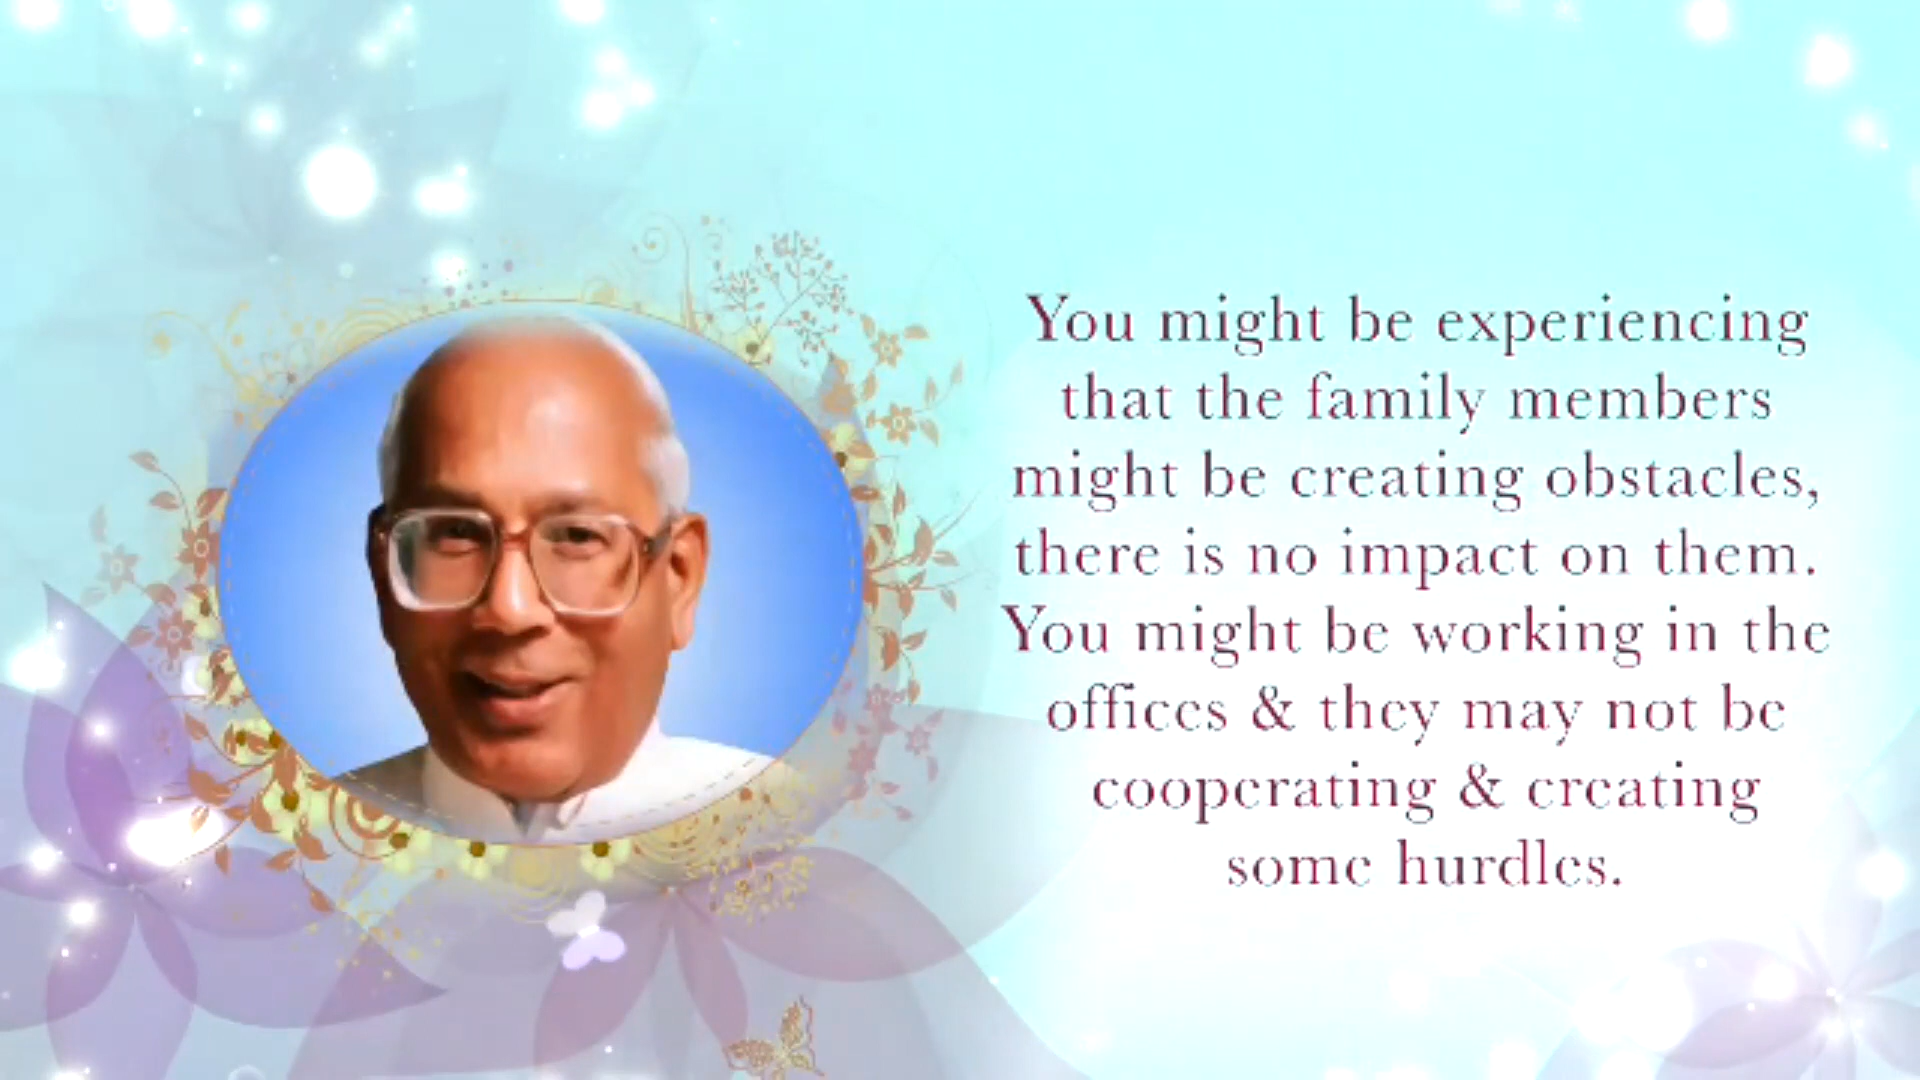 You might be experiencing
that the family members
might be creating obstacles,
there is no impact on them.
You might be working in the
offices & they may not be
cooperating & creating
some hurdles.